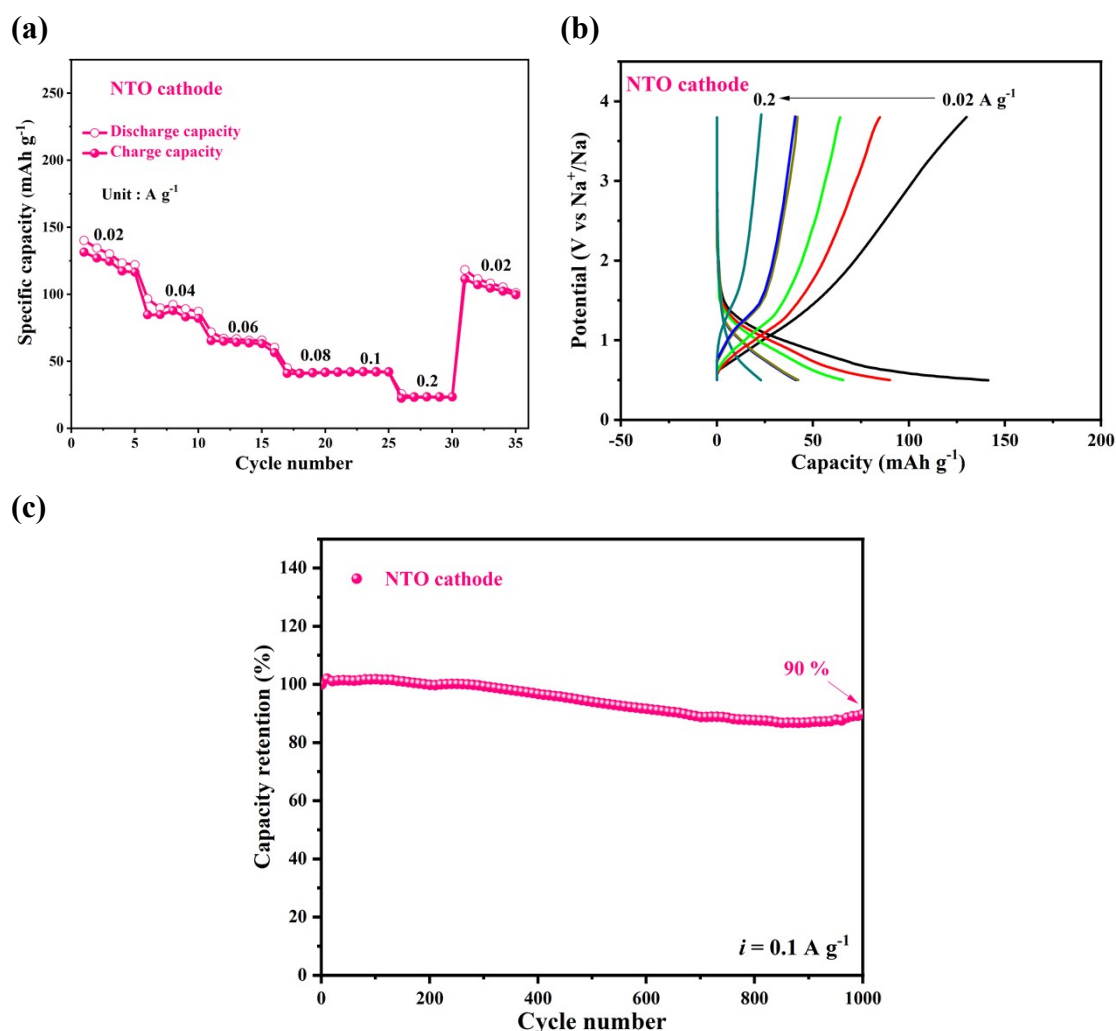 (a)
NTO cathode
Discharge capacity
Charge capacity
Unit : A g⁻¹
0.02
0.04
0.06
0.08
0.1
0.2
0.02
Specific capacity (mAh g⁻¹)
250
200
150
100
50
0
0 5 10 15 20 25 30 35
Cycle number
(b)
NTO cathode
0.2
0.02 A g⁻¹
Potential (V vs Na⁺/Na)
4
3
2
1
0
-50 0 50 100 150 200
Capacity (mAh g⁻¹)
(c)
NTO cathode
90 %
i = 0.1 A g⁻¹
Capacity retention (%)
140
120
100
80
60
40
20
0
0 200 400 600 800 1000
Cycle number